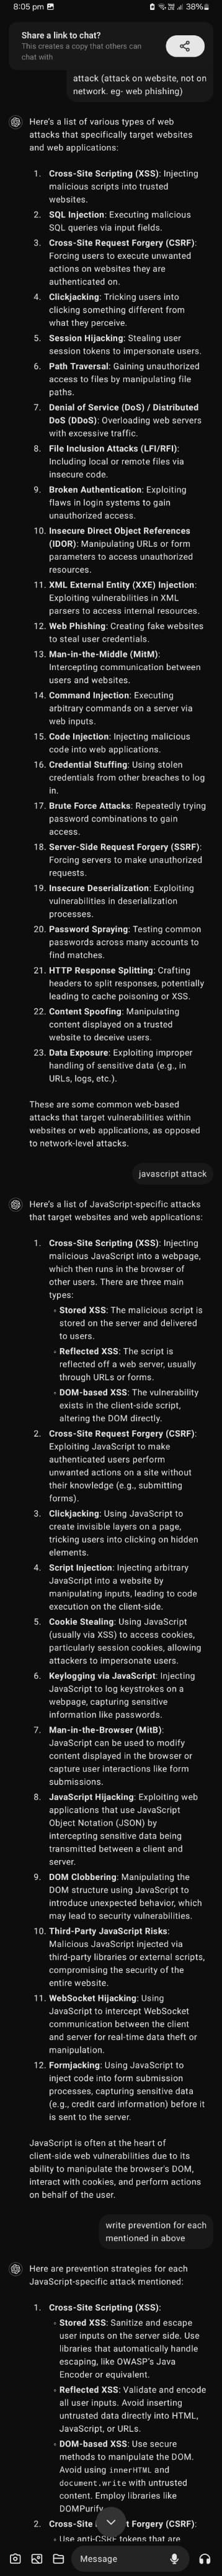 8:05 pm
38%
Share a link to chat?
This creates a copy that others can
chat with
attack (attack on website, not on
network. eg- web phishing)
Here's a list of various types of web
attacks that specifically target websites
and web applications:
1. Cross-Site Scripting (XSS): Injecting
malicious scripts into trusted
websites.
2. SQL Injection: Executing malicious
SQL queries via input fields.
3. Cross-Site Request Forgery (CSRF):
Forcing users to execute unwanted
actions on websites they are
authenticated on.
4. Clickjacking: Tricking users into
clicking something different from
what they perceive.
5. Session Hijacking: Stealing user
session tokens to impersonate users.
6. Path Traversal: Gaining unauthorized
access to files by manipulating file
paths.
7. Denial of Service (DoS) / Distributed
DoS (DDoS): Overloading web servers
with excessive traffic.
8. File Inclusion Attacks (LFI/RFI):
Including local or remote files via
insecure code.
9. Broken Authentication: Exploiting
flaws in login systems to gain
unauthorized access.
10. Insecure Direct Object References
(IDOR): Manipulating URLs or form
parameters to access unauthorized
resources.
11. XML External Entity (XXE) Injection:
Exploiting vulnerabilities in XML
parsers to access internal resources.
12. Web Phishing: Creating fake websites
to steal user credentials.
13. Man-in-the-Middle (MitM):
Intercepting communication between
users and websites.
14. Command Injection: Executing
arbitrary commands on a server via
web inputs.
15. Code Injection: Injecting malicious
code into web applications.
16. Credential Stuffing: Using stolen
credentials from other breaches to log
in.
17. Brute Force Attacks: Repeatedly trying
password combinations to gain
access.
18. Server-Side Request Forgery (SSRF):
Forcing servers to make unauthorized
requests.
19. Insecure Deserialization: Exploiting
vulnerabilities in deserialization
processes.
20. Password Spraying: Testing common
passwords across many accounts to
find matches.
21. HTTP Response Splitting: Crafting
headers to split responses, potentially
leading to cache poisoning or XSS.
22. Content Spoofing: Manipulating
content displayed on a trusted
website to deceive users.
23. Data Exposure: Exploiting improper
handling of sensitive data (e.g., in
URLs, logs, etc.).
These are some common web-based
attacks that target vulnerabilities within
websites or web applications, as opposed
to network-level attacks.
javascript attack
Here's a list of JavaScript-specific attacks
that target websites and web applications:
1. Cross-Site Scripting (XSS): Injecting
malicious JavaScript into a webpage,
which then runs in the browser of
other users. There are three main
types:
◦ Stored XSS: The malicious script is
stored on the server and delivered
to users.
◦ Reflected XSS: The script is
reflected off a web server, usually
through URLs or forms.
◦ DOM-based XSS: The vulnerability
exists in the client-side script,
altering the DOM directly.
2. Cross-Site Request Forgery (CSRF):
Exploiting JavaScript to make
authenticated users perform
unwanted actions on a site without
their knowledge (e.g., submitting
forms).
3. Clickjacking: Using JavaScript to
create invisible layers on a page,
tricking users into clicking on hidden
elements.
4. Script Injection: Injecting arbitrary
JavaScript into a website by
manipulating inputs, leading to code
execution on the client-side.
5. Cookie Stealing: Using JavaScript
(usually via XSS) to access cookies,
particularly session cookies, allowing
attackers to impersonate users.
6. Keylogging via JavaScript: Injecting
JavaScript to log keystrokes on a
webpage, capturing sensitive
information like passwords.
7. Man-in-the-Browser (MitB):
JavaScript can be used to modify
content displayed in the browser or
capture user interactions like form
submissions.
8. JavaScript Hijacking: Exploiting web
applications that use JavaScript
Object Notation (JSON) by
intercepting sensitive data being
transmitted between a client and
server.
9. DOM Clobbering: Manipulating the
DOM structure using JavaScript to
introduce unexpected behavior, which
may lead to security vulnerabilities.
10. Third-Party JavaScript Risks:
Malicious JavaScript injected via
third-party libraries or external scripts,
compromising the security of the
entire website.
11. WebSocket Hijacking: Using
JavaScript to intercept WebSocket
communication between the client
and server for real-time data theft or
manipulation.
12. Formjacking: Using JavaScript to
inject code into form submission
processes, capturing sensitive data
(e.g., credit card information) before it
is sent to the server.
JavaScript is often at the heart of
client-side web vulnerabilities due to its
ability to manipulate the browser's DOM,
interact with cookies, and perform actions
on behalf of the user.
write prevention for each
mentioned in above
Here are prevention strategies for each
JavaScript-specific attack mentioned:
1. Cross-Site Scripting (XSS):
◦ Stored XSS: Sanitize and escape
user inputs on the server side. Use
libraries that automatically handle
escaping, like OWASP's Java
Encoder or equivalent.
◦ Reflected XSS: Validate and encode
all user inputs. Avoid inserting
untrusted data directly into HTML,
JavaScript, or URLs.
◦ DOM-based XSS: Use secure
methods to manipulate the DOM.
Avoid using innerHTML and
document.write with untrusted
content. Employ libraries like
DOMPurify
2. Cross-Site t Forgery (CSRF):
◦ Use anti-CSRF tokens that are
Message